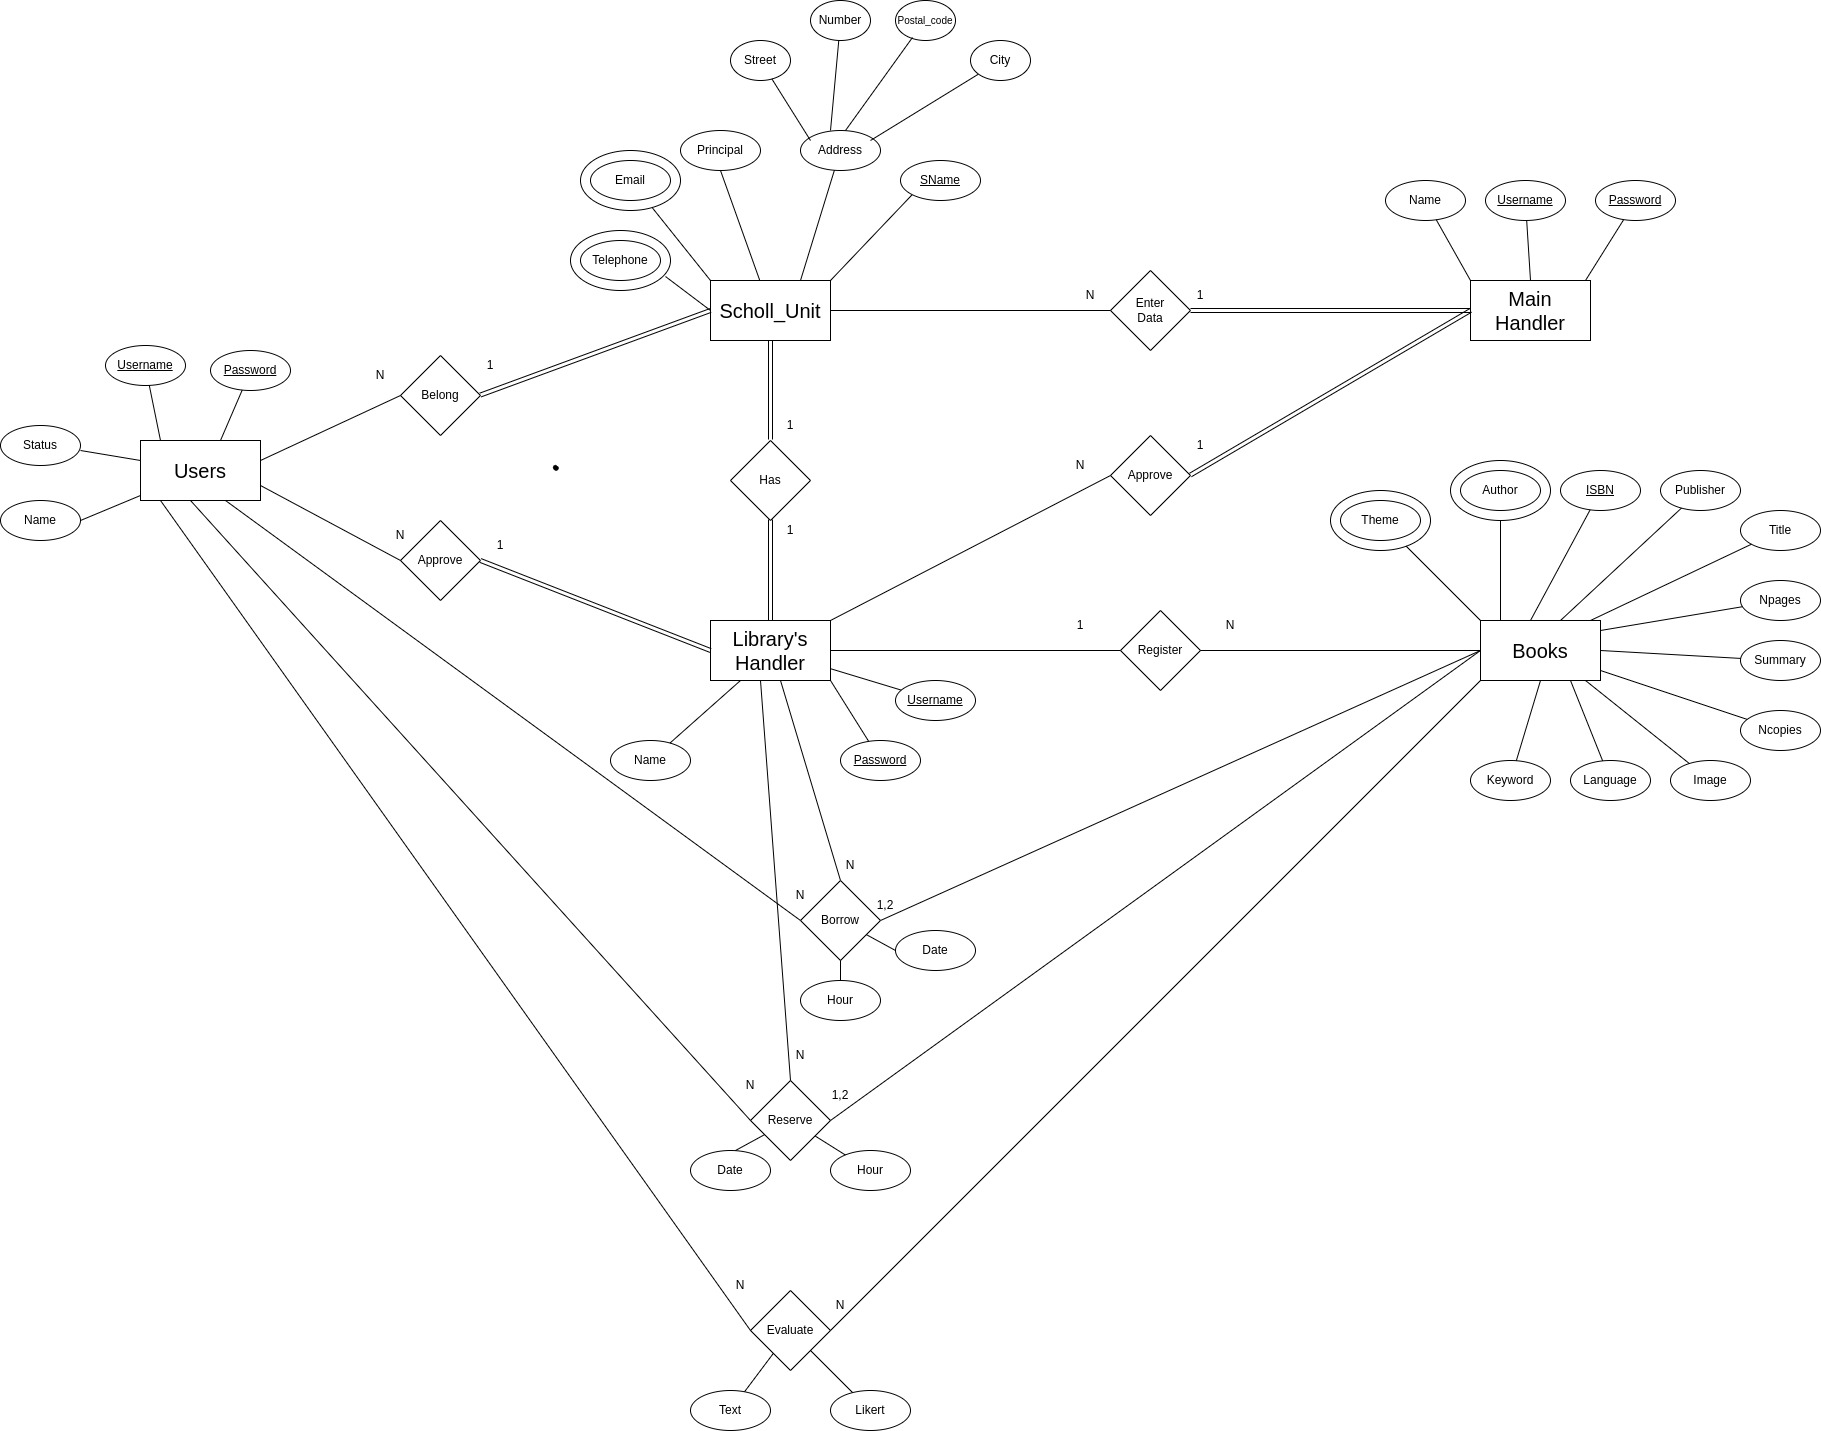 Number
Postal_code
Street
City
Principal
Address
Email
SName
Telephone
Name
Username
Password
Scholl_Unit
N
Enter
Data
1
Main
Handler
Username
Password
N
1
Belong
Status
Users
Name
1
Has
1
N
Approve
1
N
Approve
1
Theme
Author
ISBN
Publisher
Title
Npages
Summary
Ncopies
Library's
Handler
1
Register
N
Books
Username
Name
Password
Keyword
Language
Image
N
N
1,2
Borrow
Date
Hour
N
N
1,2
Reserve
Date
Hour
N
N
Evaluate
Text
Likert